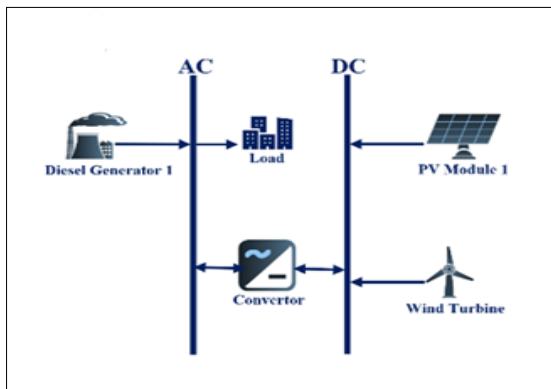 AC
DC
Diesel Generator 1
Load
PV Module 1
Convertor
Wind Turbine